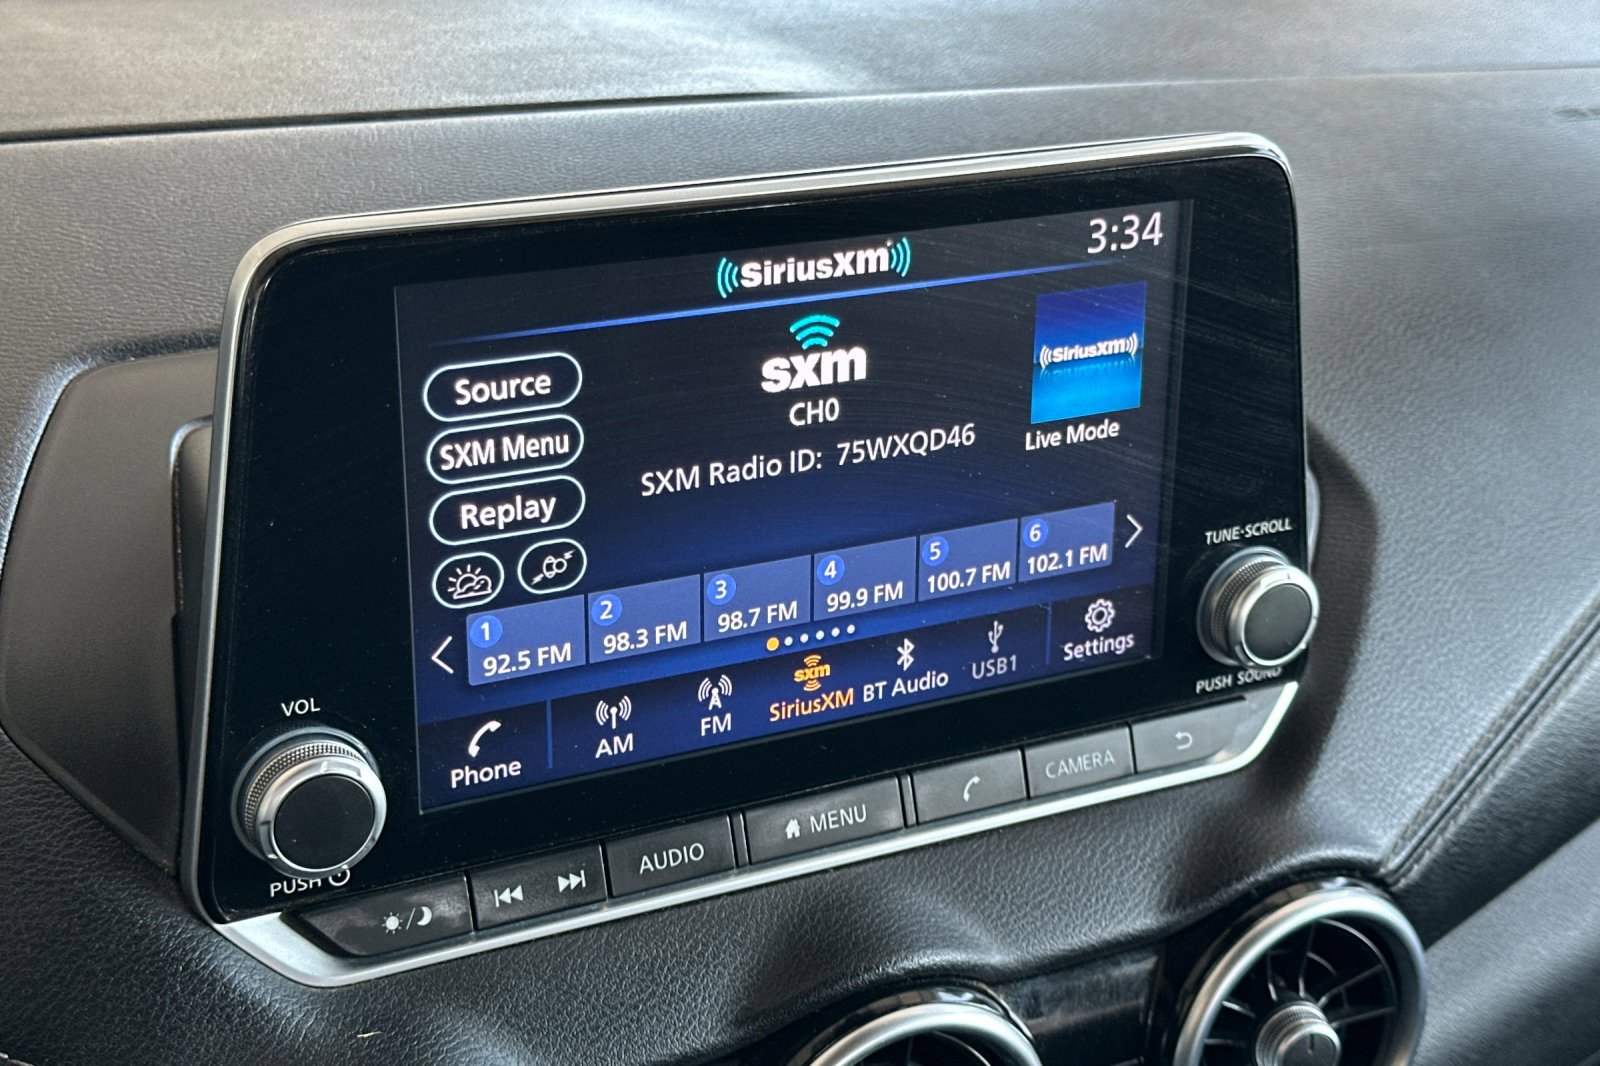 3:34
SiriusXM
sxm
CH0
SXM Radio ID: 75WXQD46
SiriusXM
Live Mode
Source
SXM Menu
Replay
1 92.5 FM
2 98.3 FM
3 98.7 FM
4 99.9 FM
5 100.7 FM
6 102.1 FM
Phone
AM
FM
sxm
SiriusXM
BT Audio
USB1
Settings
VOL
PUSH
TUNE·SCROLL
PUSH SOUND
AUDIO
MENU
CAMERA